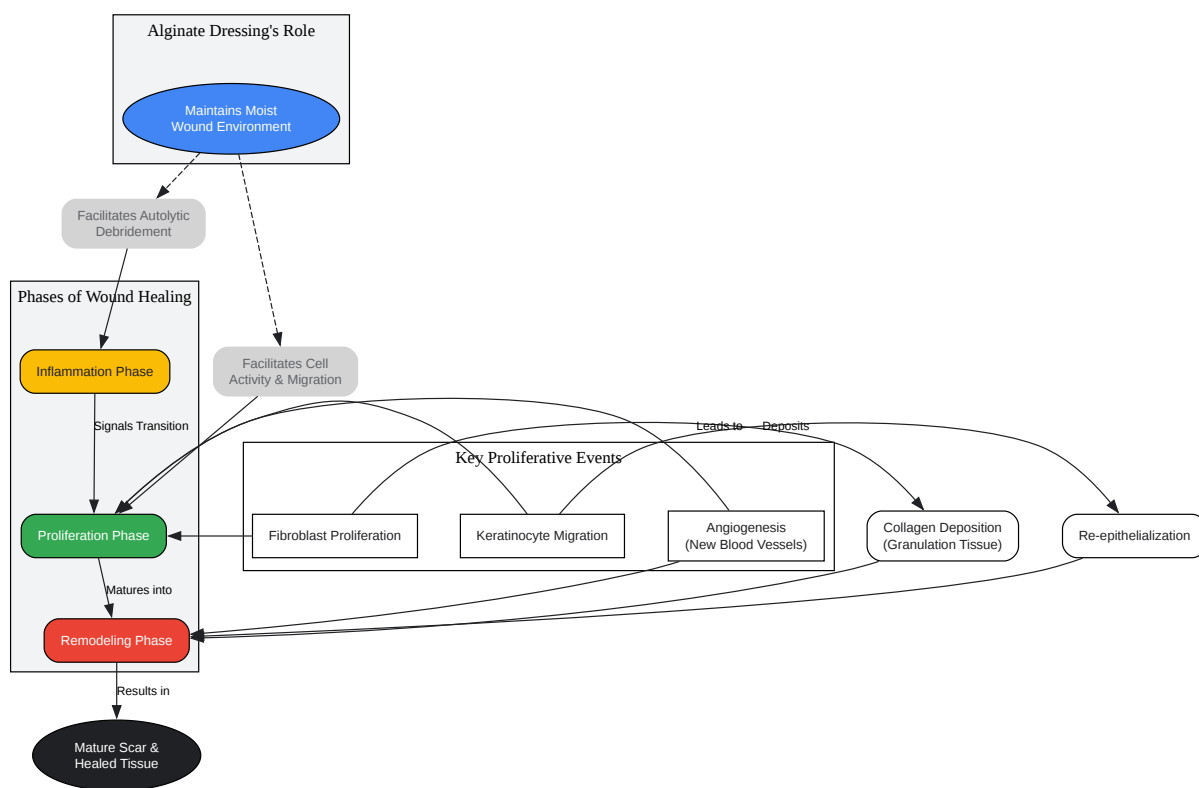 Alginate Dressing's Role
Maintains Moist
Wound Environment
Facilitates Autolytic
Debridement
Phases of Wound Healing
Inflammation Phase
Facilitates Cell
Activity & Migration
Signals Transition
Leads to
Deposits
Key Proliferative Events
Proliferation Phase
Fibroblast Proliferation
Keratinocyte Migration
Angiogenesis
(New Blood Vessels)
Collagen Deposition
(Granulation Tissue)
Re-epithelialization
Matures into
Remodeling Phase
Results in
Mature Scar &
Healed Tissue